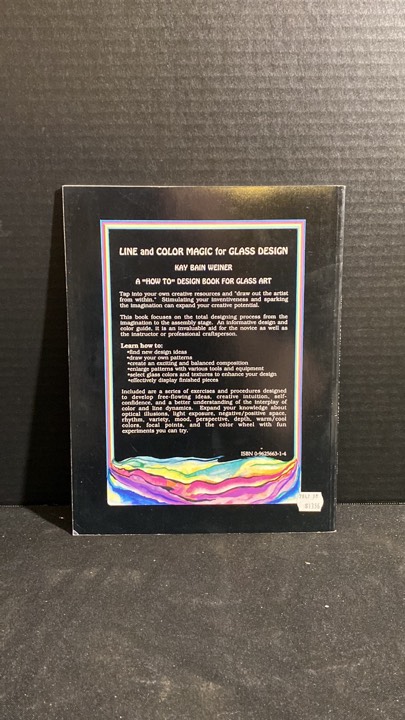 LINE and COLOR MAGIC for GLASS DESIGN
KAY BAIN WEINER
A "HOW TO" DESIGN BOOK FOR GLASS ART
Tap into your own creative resources and "draw out the artist
from within." Stimulating your inventiveness and sparking
the imagination can expand your creative potential.
This book focuses on the total designing process from the
imagination to the assembly stage. An informative design and
color guide, it is an invaluable aid for the novice as well as
the instructor or professional craftsperson.
Learn how to:
•find new design ideas
•draw your own patterns
•create an exciting and balanced composition
•enlarge patterns with various tools and equipment
•select glass colors and textures to enhance your design
•effectively display finished pieces
Included are a series of exercises and procedures designed
to develop free-flowing ideas, creative intuition, self-
confidence, and a better understanding of the interplay of
color and line dynamics. Expand your knowledge about
optical illusions, light exposure, negative/positive space,
rhythm, variety, mood, perspective, depth, warm/cool
colors, focal points, and the color wheel with fun
experiments you can try.
ISBN 0-9625663-1-4